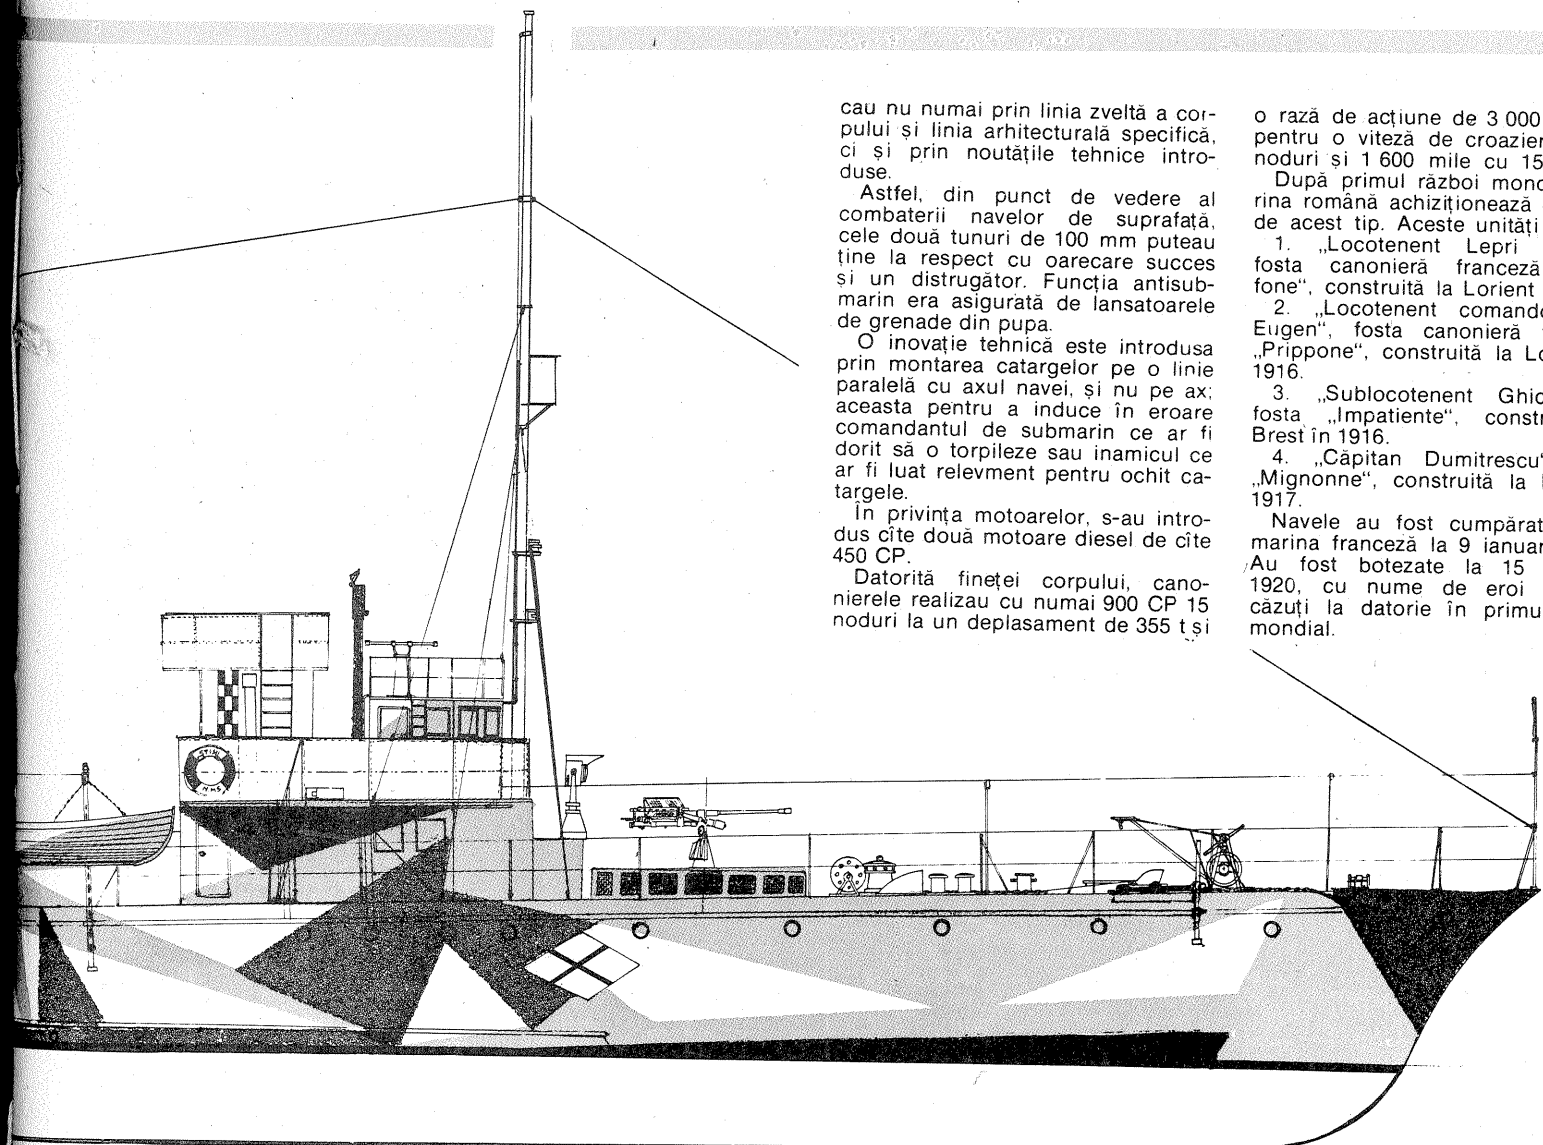 cau nu numai prin linia zveltă a cor-
pului și linia arhitecturală specifică,
ci și prin noutățile tehnice intro-
duse.
Astfel, din punct de vedere al
combaterii navelor de suprafață,
cele două tunuri de 100 mm puteau
ține la respect cu oarecare succes
și un distrugător. Funcția antisub-
marin era asigurată de lansatoarele
de grenade din pupa.
O inovație tehnică este introdusa
prin montarea catargelor pe o linie
paralelă cu axul navei, și nu pe ax;
aceasta pentru a induce în eroare
comandantul de submarin ce ar fi
dorit să o torpileze sau inamicul ce
ar fi luat relevment pentru ochit ca-
targele.
În privința motoarelor, s-au intro-
dus cîte două motoare diesel de cîte
450 CP.
Datorită fineței corpului, cano-
nierele realizau cu numai 900 CP 15
noduri la un deplasament de 355 t și
o rază de acțiune de 3 000
pentru o viteză de croazier
noduri și 1 600 mile cu 15
După primul război mond
rina română achiziționează
de acest tip. Aceste unități
1. „Locotenent Lepri
fosta canonieră franceză
fone“, construită la Lorient
2. „Locotenent comando
Eugen“, fosta canonieră
„Prippone“, construită la Lo
1916.
3. „Sublocotenent Ghic
fosta „Impatiente“, constr
Brest în 1916.
4. „Căpitan Dumitrescu“
„Mignonne“, construită la
1917.
Navele au fost cumpărat
marina franceză la 9 ianuar
Au fost botezate la 15
1920, cu nume de eroi
căzuți la datorie în primu
mondial.
STIHI
N.M.S